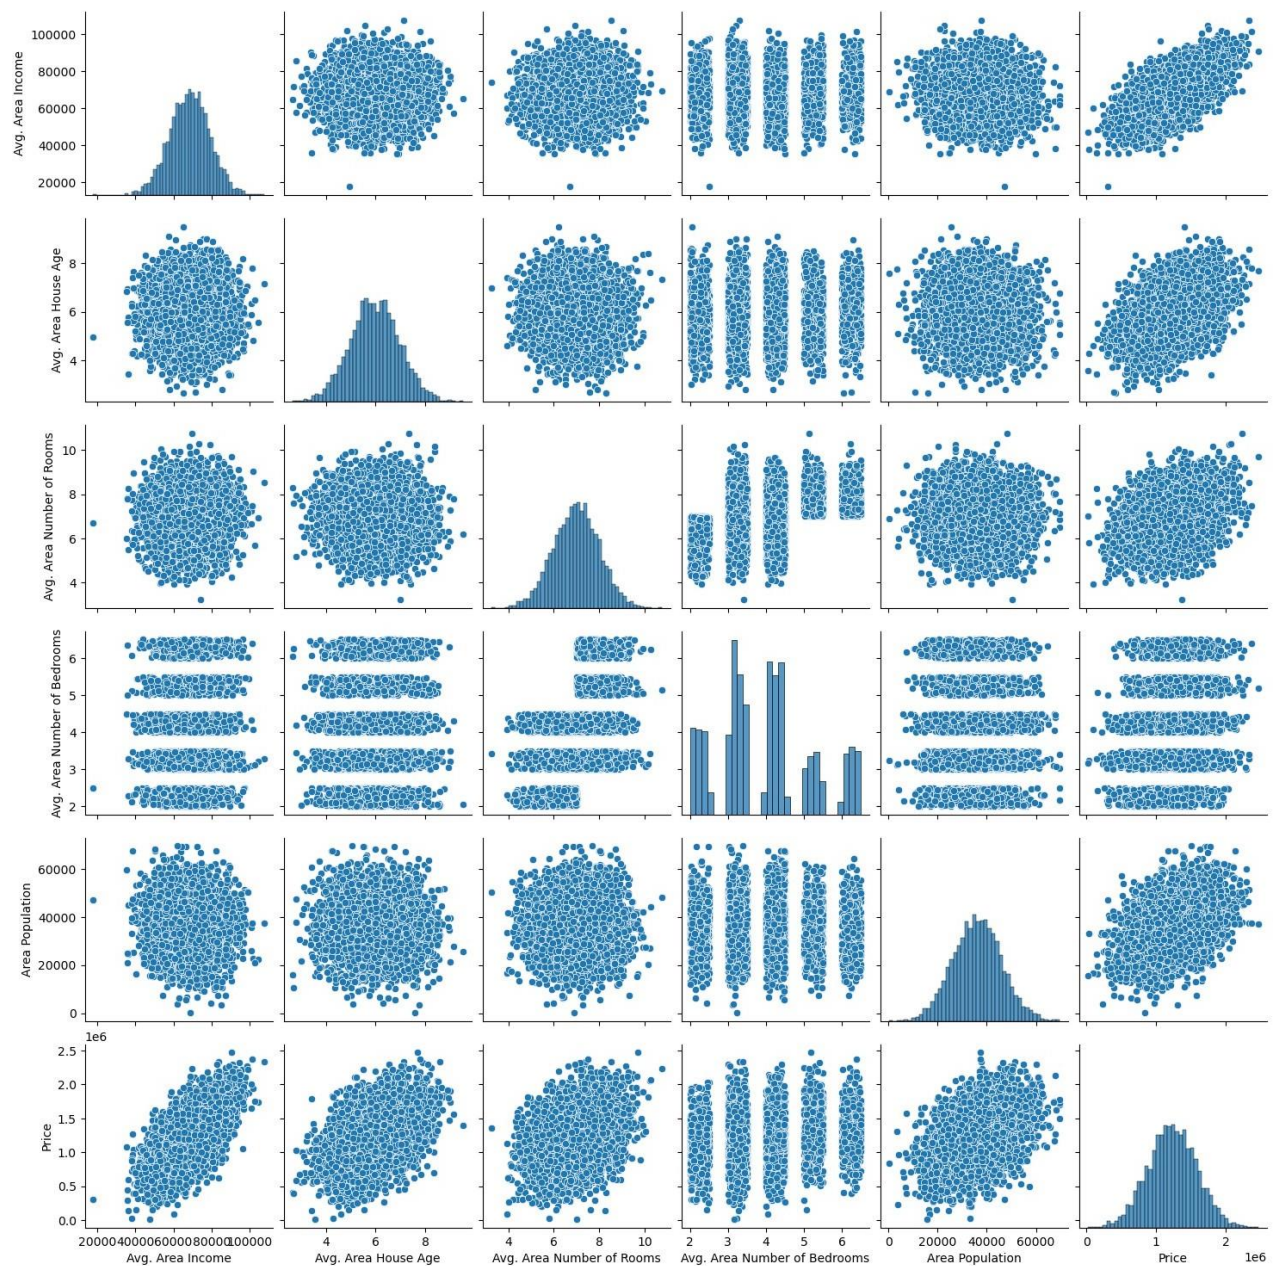 100000
80000
60000
40000
20000
Avg. Area Income
8
6
4
Avg. Area House Age
10
8
6
4
Avg. Area Number of Rooms
6
5
4
3
2
Avg. Area Number of Bedrooms
60000
40000
20000
0
Area Population
1e6
2.5
2.0
1.5
1.0
0.5
0.0
Price
20000 40000 60000 80000 100000
4 6 8
4 6 8 10
2 3 4 5 6
0 20000 40000 60000
0 1 2
1e6
Avg. Area Income
Avg. Area House Age
Avg. Area Number of Rooms
Avg. Area Number of Bedrooms
Area Population
Price